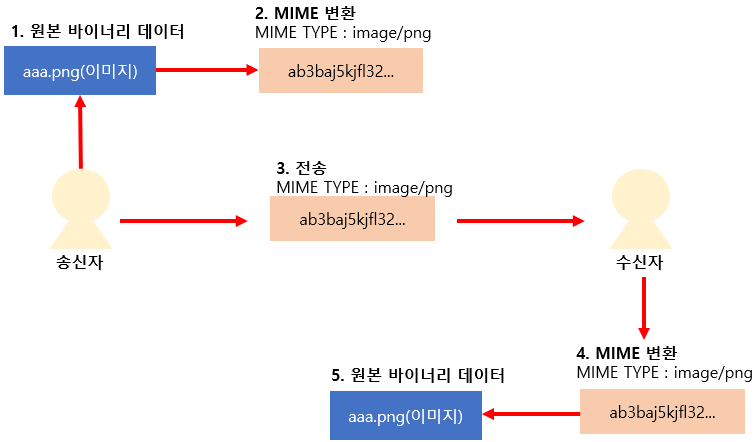 1. 원본 바이너리 데이터
aaa.png(이미지)
2. MIME 변환
MIME TYPE : image/png
ab3baj5kjfl32...
3. 전송
MIME TYPE : image/png
ab3baj5kjfl32...
송신자
수신자
4. MIME 변환
MIME TYPE : image/png
ab3baj5kjfl32...
5. 원본 바이너리 데이터
aaa.png(이미지)